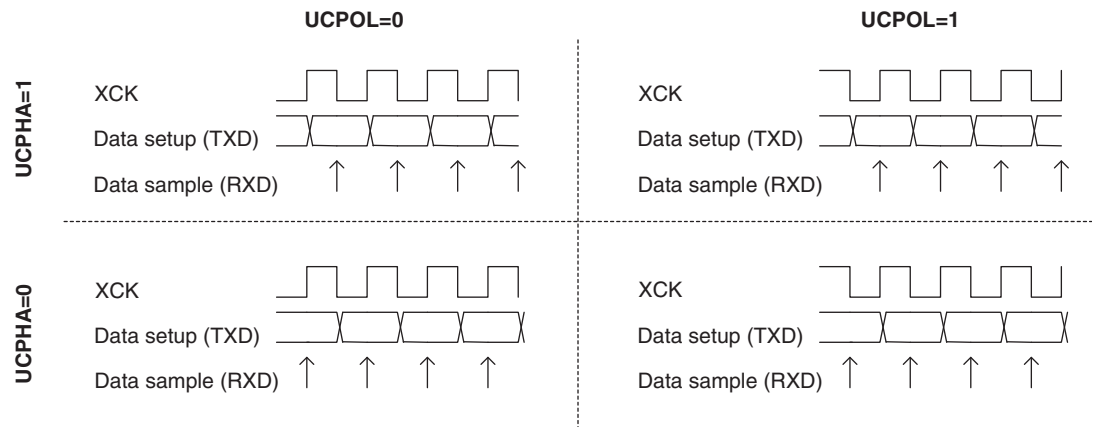 UCPOL=0
UCPOL=1
UCPHA=1
XCK
Data setup (TXD)
Data sample (RXD)
XCK
Data setup (TXD)
Data sample (RXD)
UCPHA=0
XCK
Data setup (TXD)
Data sample (RXD)
XCK
Data setup (TXD)
Data sample (RXD)